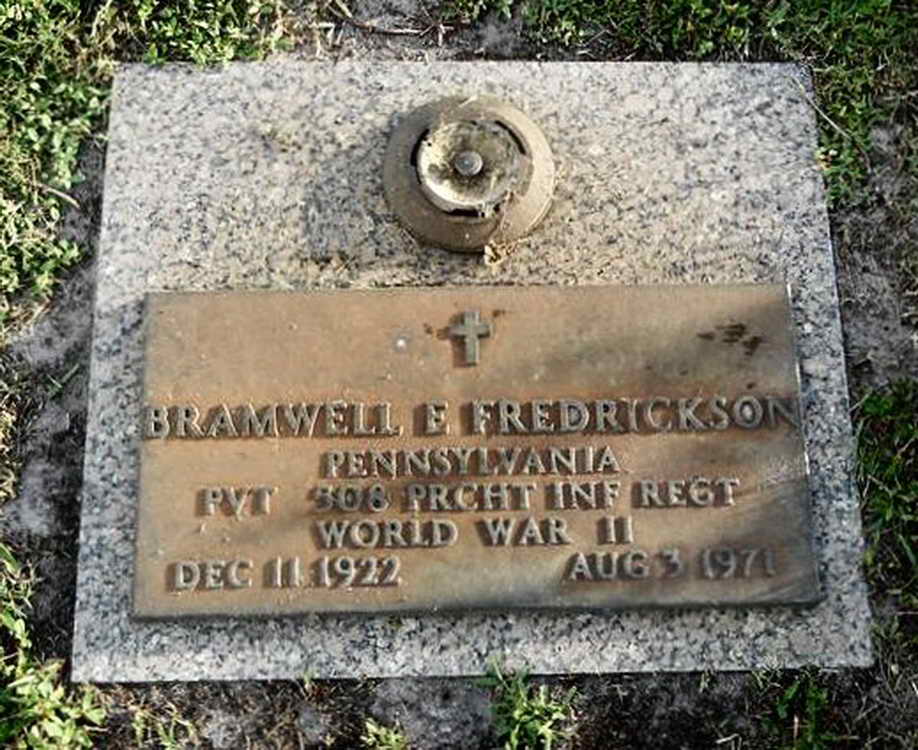 BRAMWELL E FREDRICKSON
PENNSYLVANIA
PVT 508 PRCHT INF REGT
WORLD WAR II
DEC 11 1922 AUG 3 1971